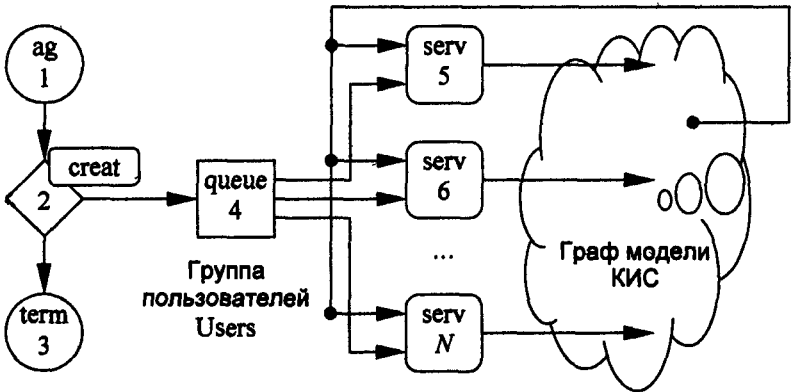 ag
1
creat
2
term
3
queue
4
Группа
пользователей
Users
serv
5
serv
6
...
serv
N
Граф модели
КИС